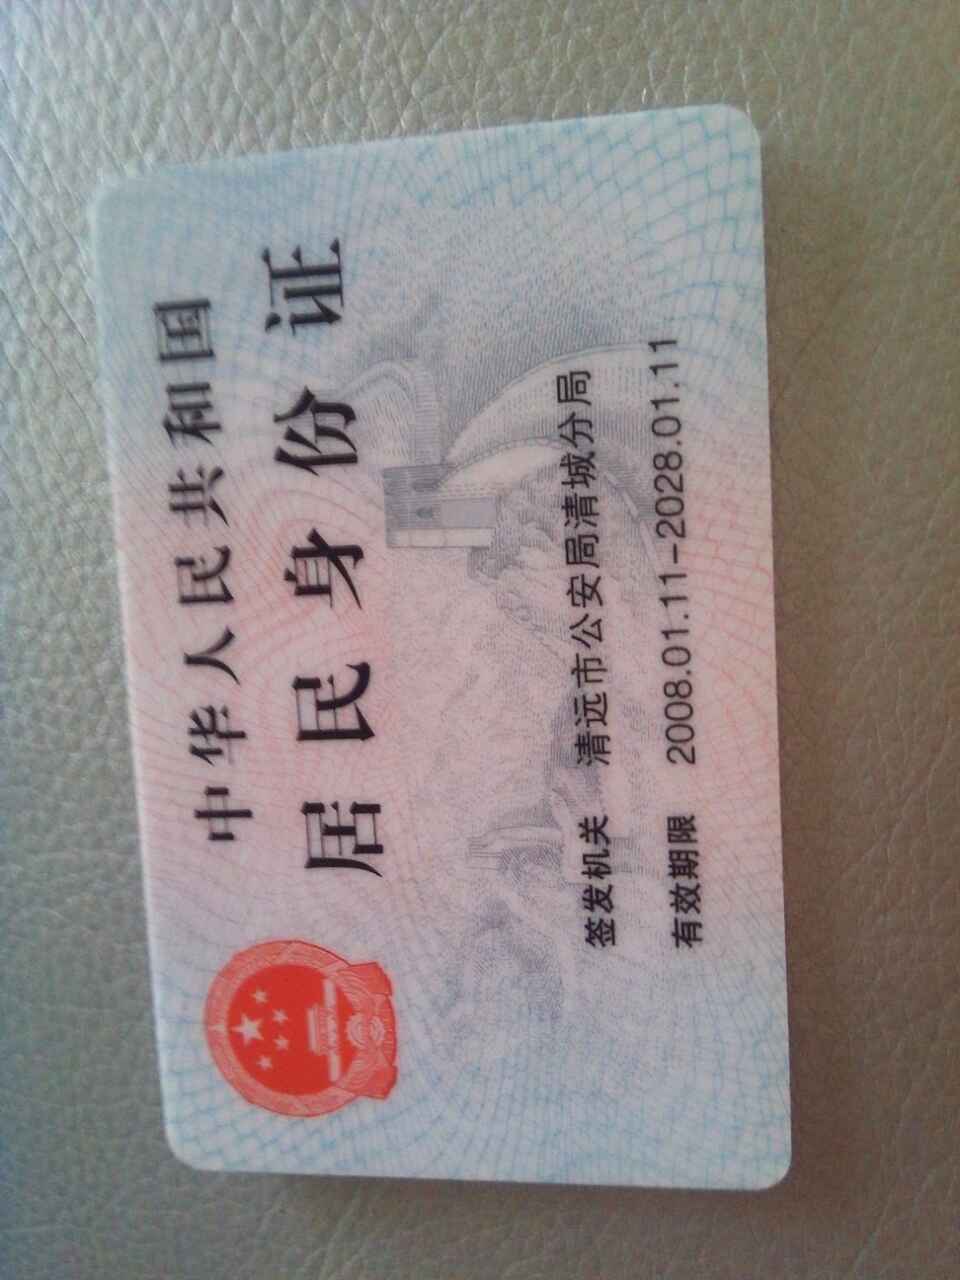 中华人民共和国
居民身份证
签发机关 清远市公安局清城分局
有效期限 2008.01.11-2028.01.11